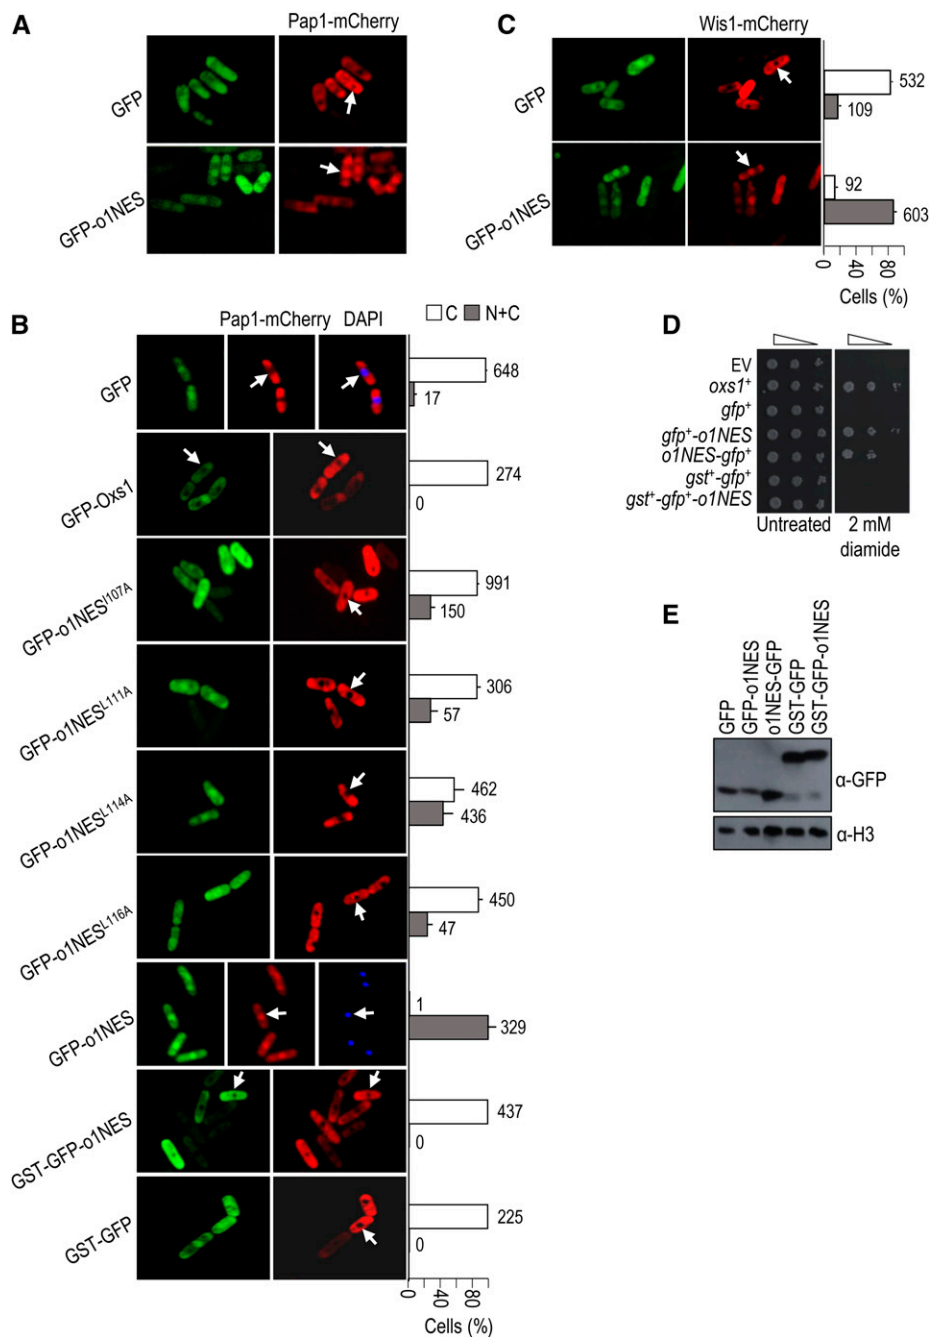 A
Pap1-mCherry
GFP
GFP-o1NES
C
Wis1-mCherry
GFP
532
109
GFP-o1NES
92
603
0
40
80
Cells (%)
B
Pap1-mCherry DAPI
C N+C
GFP
648
17
GFP-Oxs1
274
0
GFP-o1NES^I107A
991
150
GFP-o1NES^L-111A
306
57
GFP-o1NES^L-114A
462
436
GFP-o1NES^L-116A
450
47
GFP-o1NES
1
329
GST-GFP-o1NES
437
0
GST-GFP
225
0
0
40
80
Cells (%)
D
EV
oxs1+
gfp+
gfp+-o1NES
o1NES-gfp+
gst+-gfp+
gst+-gfp+-o1NES
Untreated
2 mM
diamide
E
GFP
GFP-o1NES
o1NES-GFP
GST-GFP
GST-GFP-o1NES
α-GFP
α-H3